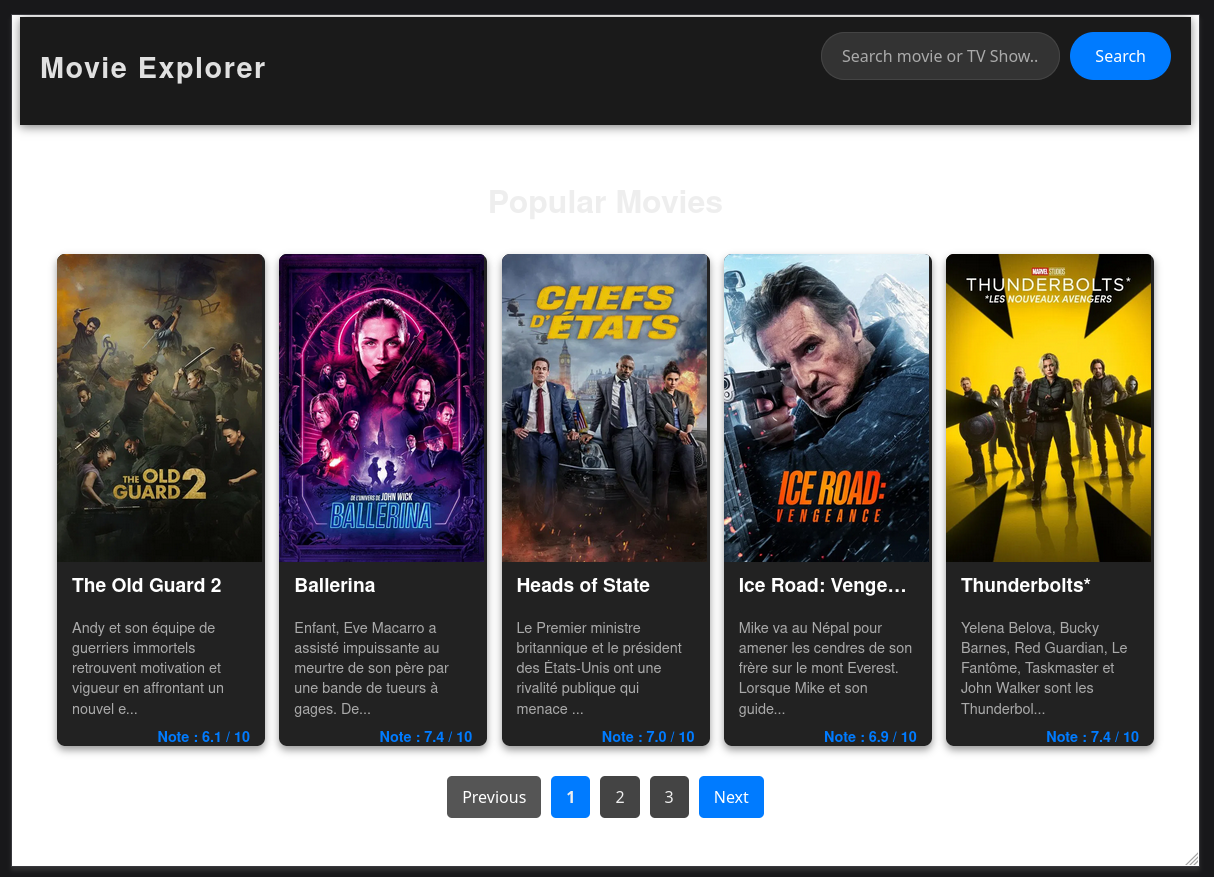 Movie Explorer
Search movie or TV Show..
Search
Popular Movies
THE OLD
GUARD 2
DE L'UNIVERS DE JOHN WICK
BALLERINA
CHEFS
D'ÉTATS
ICE ROAD:
VENGEANCE
MARVEL STUDIOS
THUNDERBOLTS*
*LES NOUVEAUX AVENGERS
The Old Guard 2
Andy et son équipe de
guerriers immortels
retrouvent motivation et
vigueur en affrontant un
nouvel e...
Note : 6.1 / 10
Ballerina
Enfant, Eve Macarro a
assisté impuissante au
meurtre de son père par
une bande de tueurs à
gages. De...
Note : 7.4 / 10
Heads of State
Le Premier ministre
britannique et le président
des États-Unis ont une
rivalité publique qui
menace ...
Note : 7.0 / 10
Ice Road: Venge...
Mike va au Népal pour
amener les cendres de son
frère sur le mont Everest.
Lorsque Mike et son
guide...
Note : 6.9 / 10
Thunderbolts*
Yelena Belova, Bucky
Barnes, Red Guardian, Le
Fantôme, Taskmaster et
John Walker sont les
Thunderbol...
Note : 7.4 / 10
Previous
1
2
3
Next